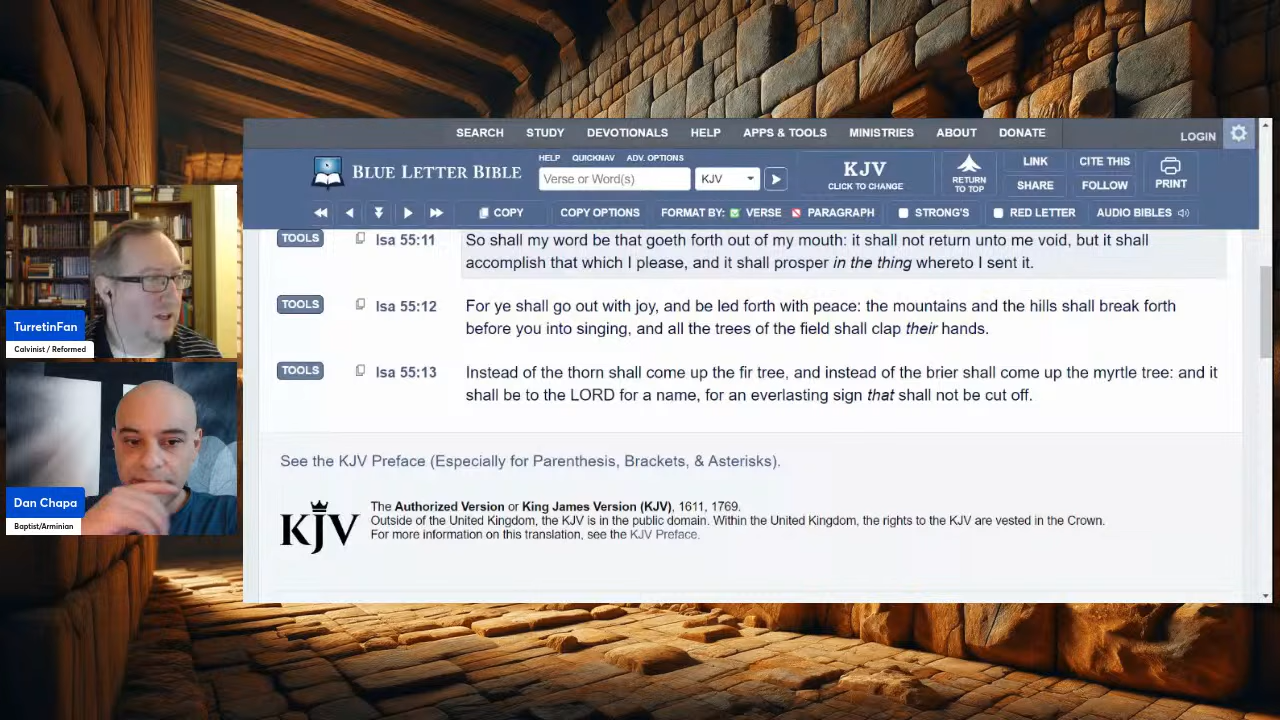 SEARCH STUDY DEVOTIONALS HELP APPS & TOOLS MINISTRIES ABOUT DONATE LOGIN
HELP QUICKNAV ADV. OPTIONS
BLUE LETTER BIBLE
Verse or Word(s) KJV
KJV
CLICK TO CHANGE
RETURN
TO TOP
LINK CITE THIS
SHARE FOLLOW
PRINT
COPY COPY OPTIONS FORMAT BY: VERSE PARAGRAPH STRONG'S RED LETTER AUDIO BIBLES
TOOLS Isa 55:11 So shall my word be that goeth forth out of my mouth: it shall not return unto me void, but it shall
accomplish that which I please, and it shall prosper in the thing whereto I sent it.
TOOLS Isa 55:12 For ye shall go out with joy, and be led forth with peace: the mountains and the hills shall break forth
before you into singing, and all the trees of the field shall clap their hands.
TOOLS Isa 55:13 Instead of the thorn shall come up the fir tree, and instead of the brier shall come up the myrtle tree: and it
shall be to the LORD for a name, for an everlasting sign that shall not be cut off.
See the KJV Preface (Especially for Parenthesis, Brackets, & Asterisks).
KJV
The Authorized Version or King James Version (KJV), 1611, 1769.
Outside of the United Kingdom, the KJV is in the public domain. Within the United Kingdom, the rights to the KJV are vested in the Crown.
For more information on this translation, see the KJV Preface.
TurretinFan
Calvinist / Reformed
Dan Chapa
Baptist/Arminian